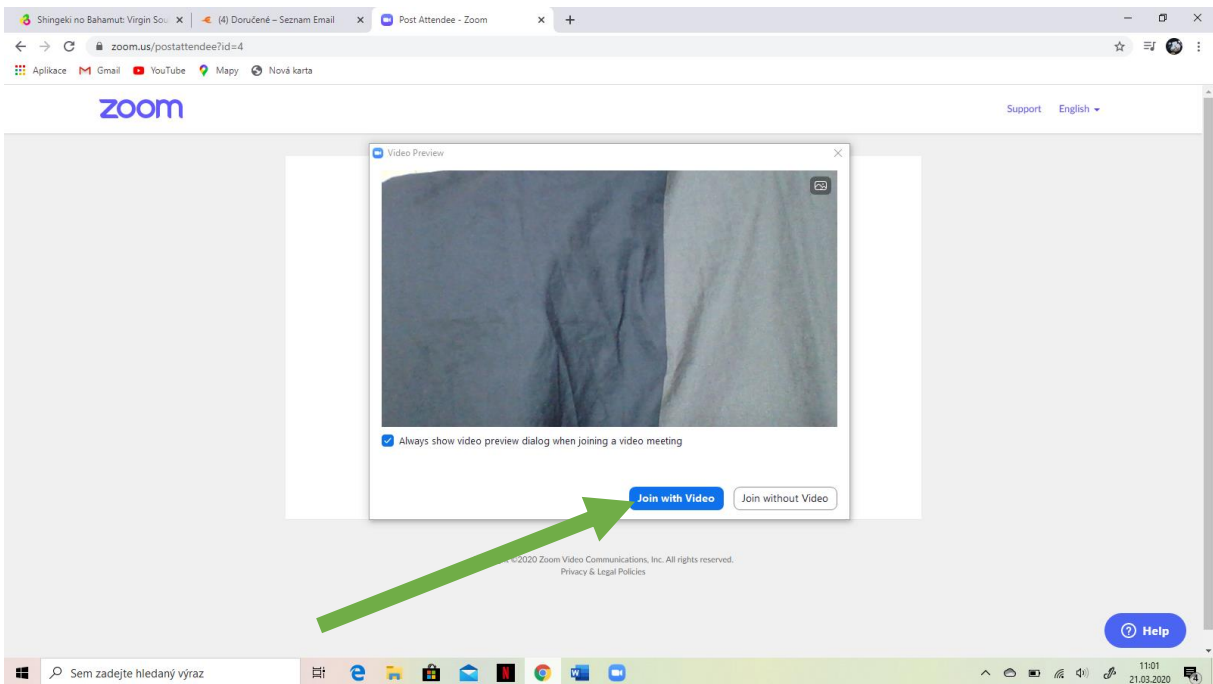 Shingeki no Bahamut: Virgin Sou
(4) Doručené – Seznam Email
Post Attendee - Zoom
zoom.us/postattendee?id=4
Aplikace
Gmail
YouTube
Mapy
Nová karta
zoom
Support
English
Video Preview
Always show video preview dialog when joining a video meeting
Join with Video
Join without Video
©2020 Zoom Video Communications, Inc. All rights reserved.
Privacy & Legal Policies
Help
Sem zadejte hledaný výraz
11:01
21.03.2020